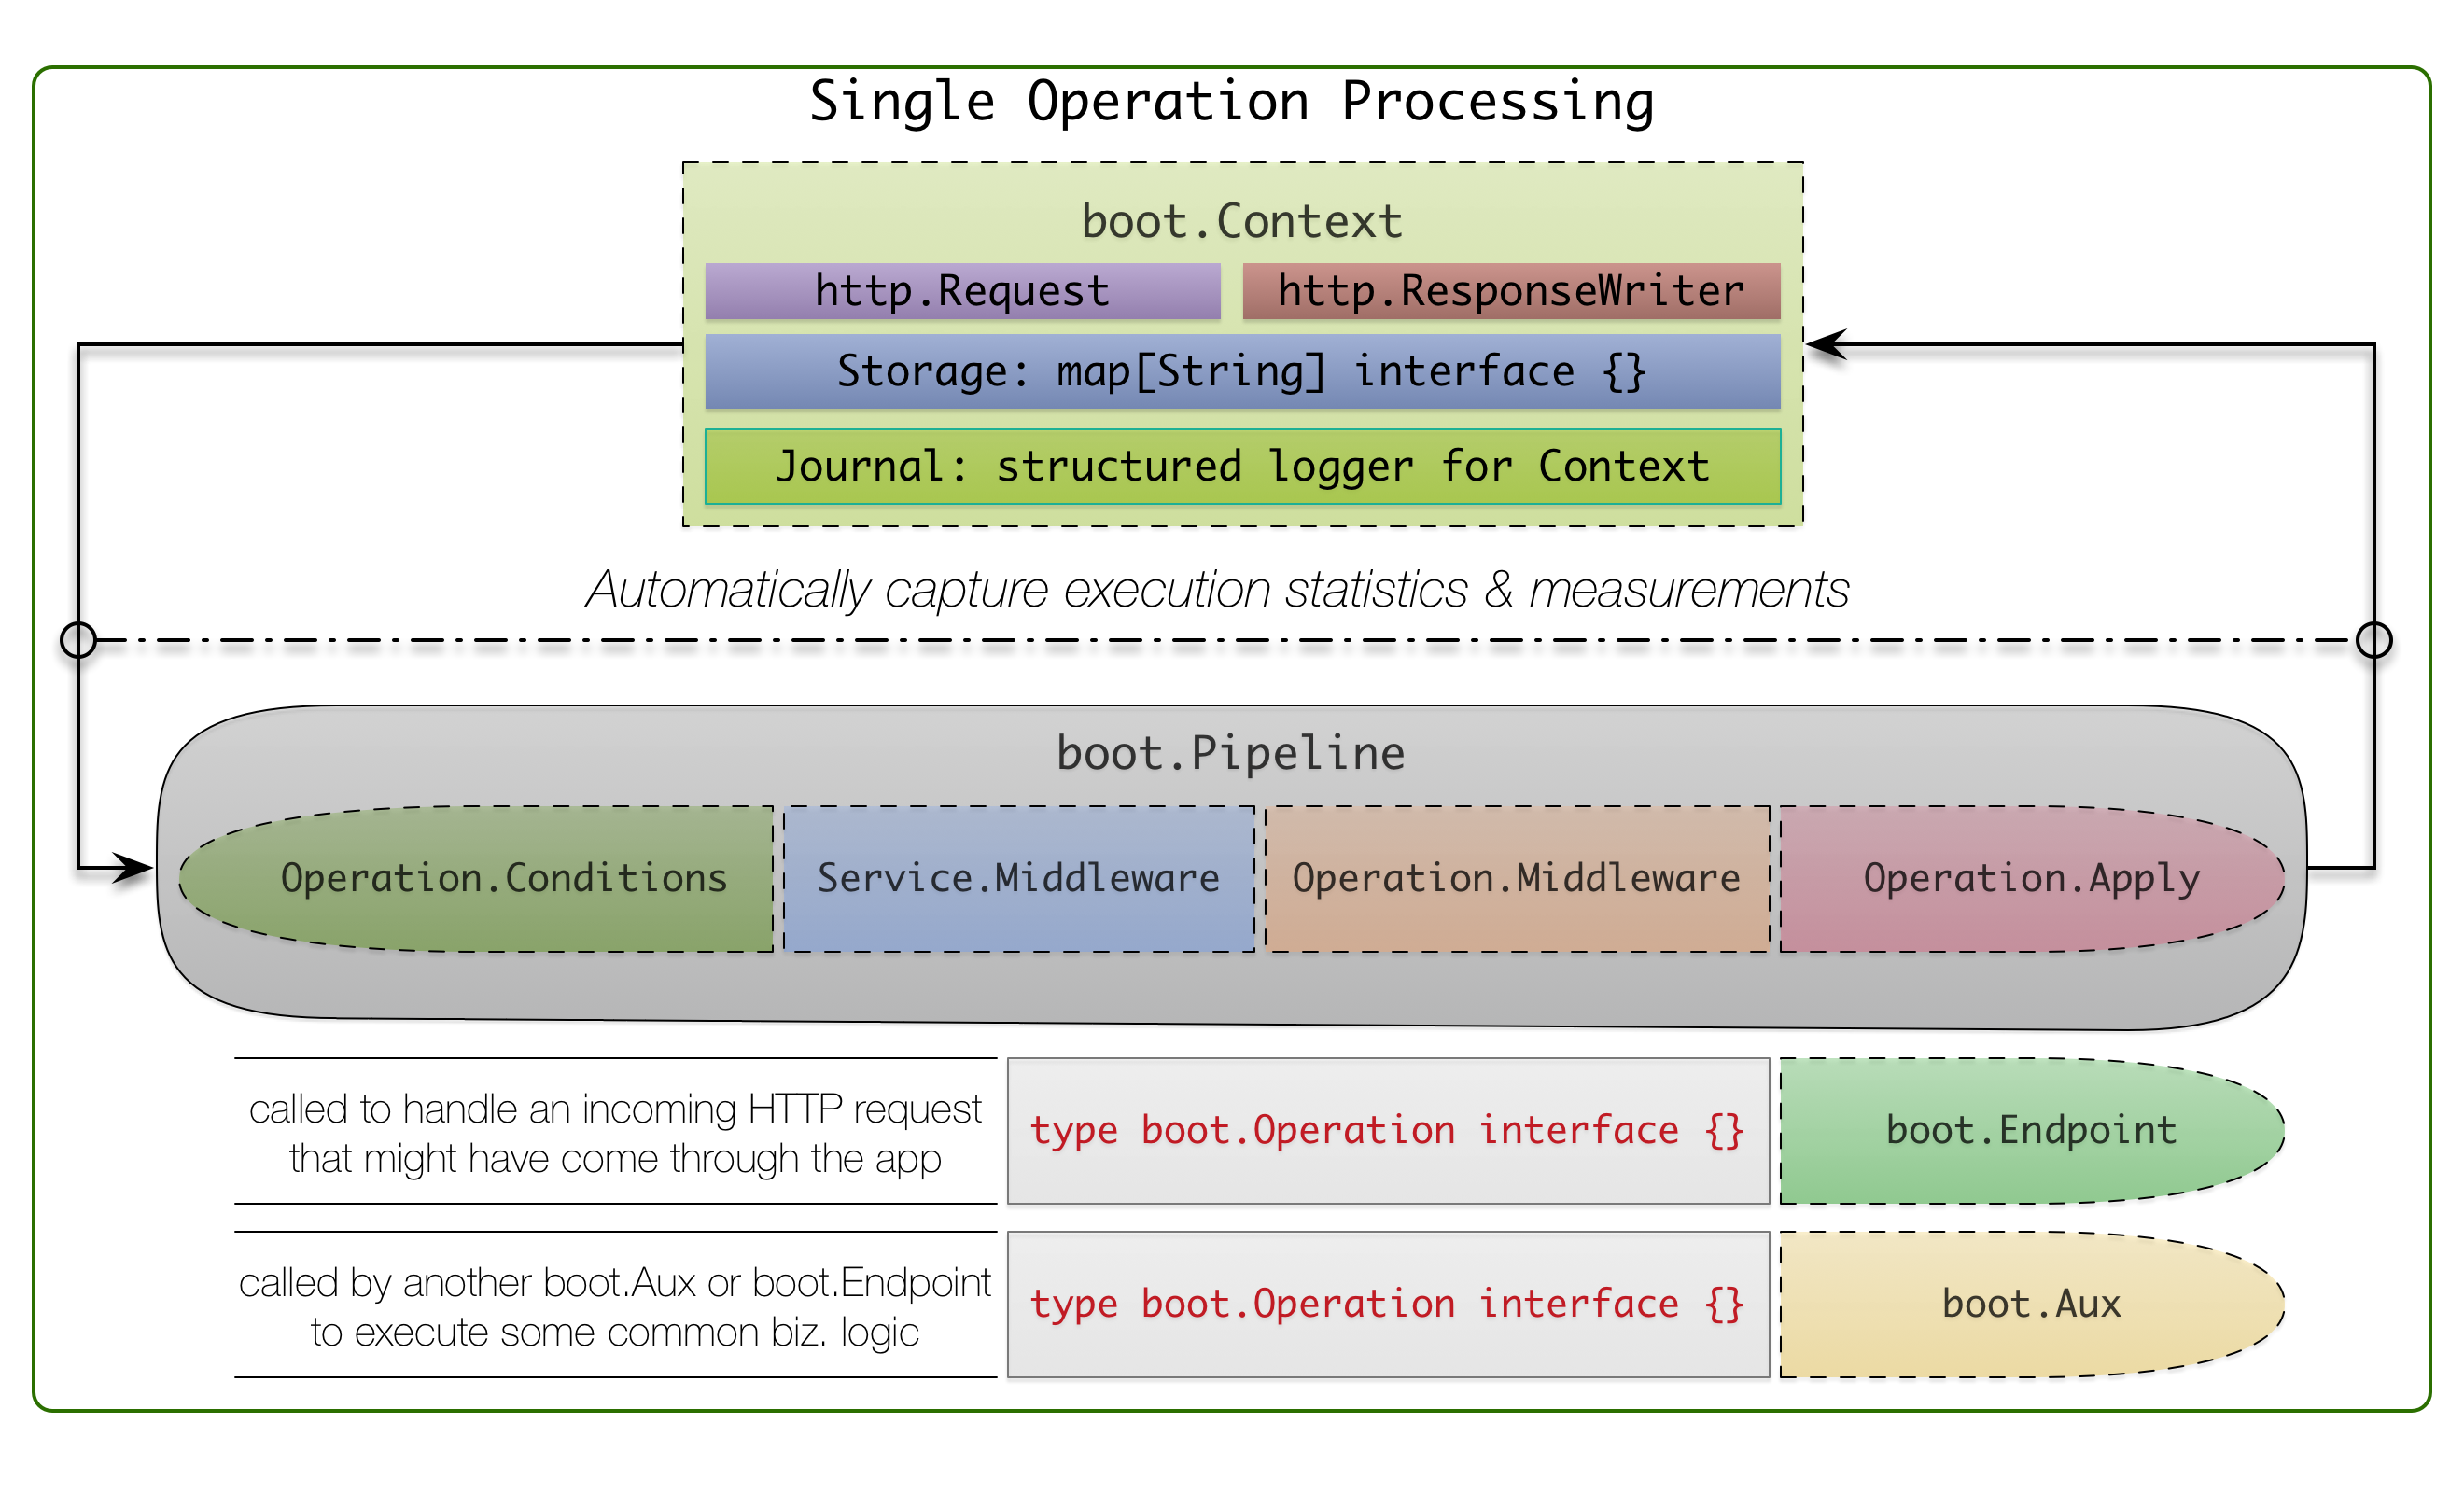 Single Operation Processing
boot.Context
http.Request
http.ResponseWriter
Storage: map[String] interface {}
Journal: structured logger for Context
Automatically capture execution statistics & measurements
boot.Pipeline
Operation.Conditions
Service.Middleware
Operation.Middleware
Operation.Apply
called to handle an incoming HTTP request
that might have come through the app
type boot.Operation interface {}
boot.Endpoint
called by another boot.Aux or boot.Endpoint
to execute some common biz. logic
type boot.Operation interface {}
boot.Aux